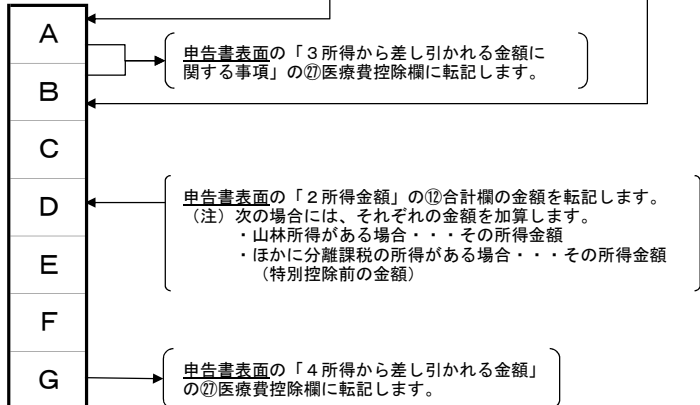 A
申告書表面の「３所得から差し引かれる金額に
関する事項」の㉗医療費控除欄に転記します。
B
C
D
申告書表面の「２所得金額」の⑫合計欄の金額を転記します。
（注）次の場合には、それぞれの金額を加算します。
・山林所得がある場合・・・その所得金額
・ほかに分離課税の所得がある場合・・・その所得金額
（特別控除前の金額）
E
F
G
申告書表面の「４所得から差し引かれる金額」
の㉗医療費控除欄に転記します。